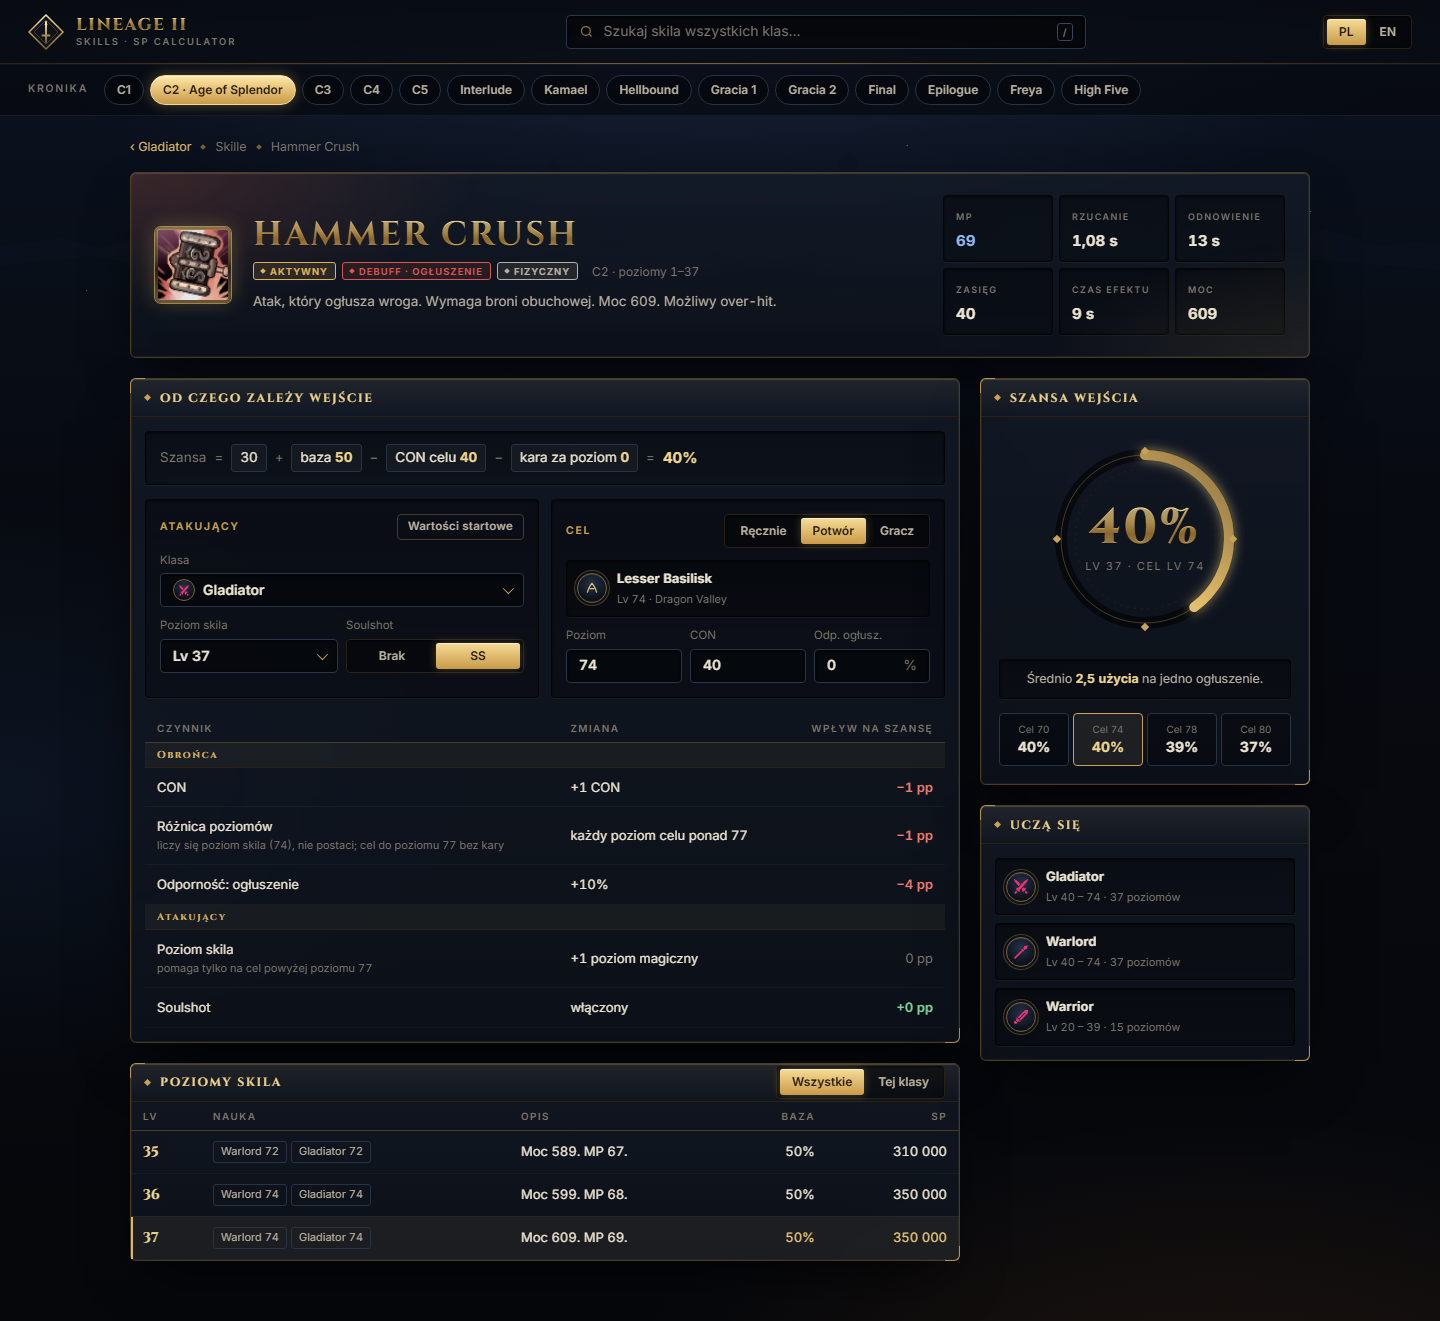 LINEAGE II
SKILLS · SP CALCULATOR
Szukaj skila wszystkich klas...
/
PL EN
KRONIKA C1 C2 · Age of Splendor C3 C4 C5 Interlude Kamael Hellbound Gracia 1 Gracia 2 Final Epilogue Freya High Five
‹ Gladiator ◆ Skille ◆ Hammer Crush
HAMMER CRUSH
AKTYWNY DEBUFF · OGŁUSZENIE FIZYCZNY C2 · poziomy 1–37
Atak, który ogłusza wroga. Wymaga broni obuchowej. Moc 609. Możliwy over-hit.
MP
69
RZUCANIE
1,08 s
ODNOWIENIE
13 s
ZASIĘG
40
CZAS EFEKTU
9 s
MOC
609
OD CZEGO ZALEŻY WEJŚCIE
Szansa = 30 + baza 50 − CON celu 40 − kara za poziom 0 = 40%
ATAKUJĄCY
Wartości startowe
Klasa
Gladiator
Poziom skila
Lv 37
Soulshot
Brak SS
CEL
Ręcznie Potwór Gracz
Lesser Basilisk
Lv 74 · Dragon Valley
Poziom
74
CON
40
Odp. ogłusz.
0 %
CZYNNIK ZMIANA WPŁYW NA SZANSĘ
OBROŃCA
CON +1 CON −1 pp
Różnica poziomów
liczy się poziom skila (74), nie postaci; cel do poziomu 77 bez kary
każdy poziom celu ponad 77 −1 pp
Odporność: ogłuszenie +10% −4 pp
ATAKUJĄCY
Poziom skila
pomaga tylko na cel powyżej poziomu 77
+1 poziom magiczny 0 pp
Soulshot włączony +0 pp
SZANSA WEJŚCIA
40%
LV 37 · CEL LV 74
Średnio 2,5 użycia na jedno ogłuszenie.
Cel 70
40%
Cel 74
40%
Cel 78
39%
Cel 80
37%
UCZĄ SIĘ
Gladiator
Lv 40 – 74 · 37 poziomów
Warlord
Lv 40 – 74 · 37 poziomów
Warrior
Lv 20 – 39 · 15 poziomów
POZIOMY SKILA
Wszystkie Tej klasy
LV NAUKA OPIS BAZA SP
35 Warlord 72 Gladiator 72 Moc 589. MP 67. 50% 310 000
36 Warlord 74 Gladiator 74 Moc 599. MP 68. 50% 350 000
37 Warlord 74 Gladiator 74 Moc 609. MP 69. 50% 350 000